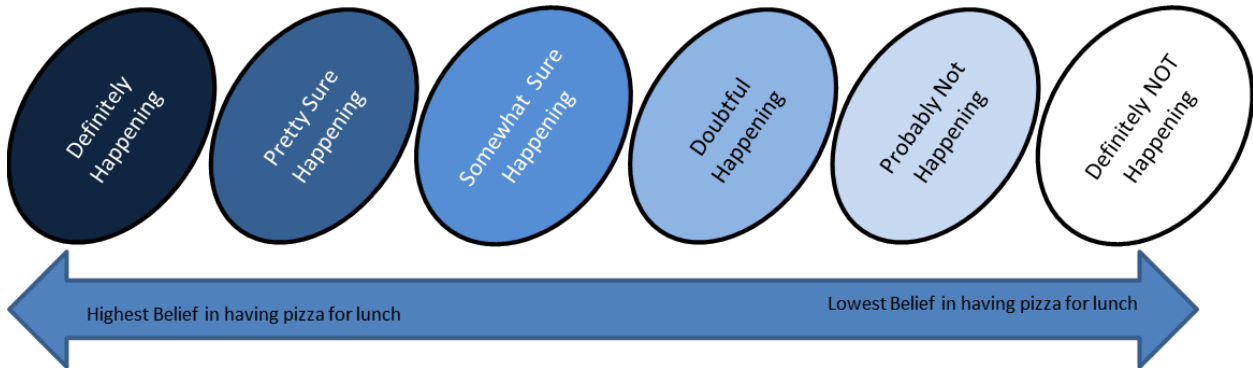 Definitely
Happening
Pretty Sure
Happening
Somewhat Sure
Happening
Doubtful
Happening
Probably Not
Happening
Definitely NOT
Happening
Highest Belief in having pizza for lunch
Lowest Belief in having pizza for lunch